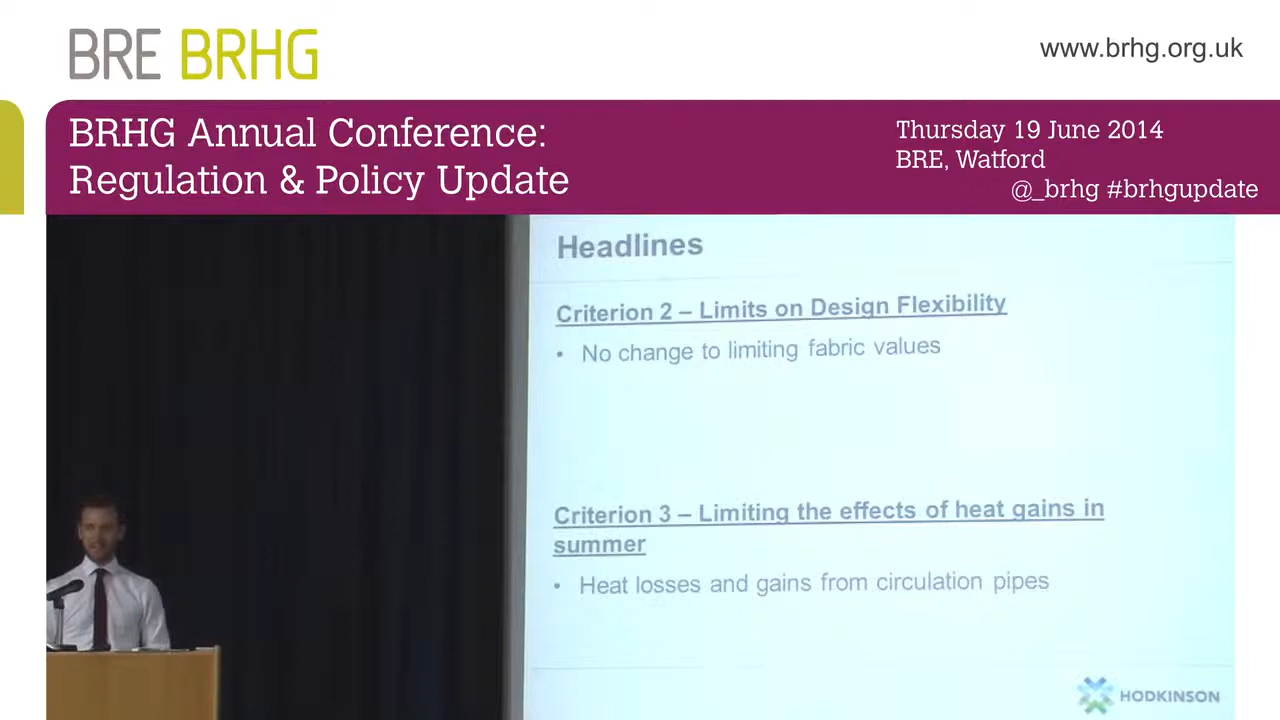 BRE BRHG
www.brhg.org.uk
BRHG Annual Conference:
Regulation & Policy Update
Thursday 19 June 2014
BRE, Watford
@_brhg #brhgupdate
Headlines
Criterion 2 – Limits on Design Flexibility
• No change to limiting fabric values
Criterion 3 – Limiting the effects of heat gains in
summer
• Heat losses and gains from circulation pipes
HODKINSON